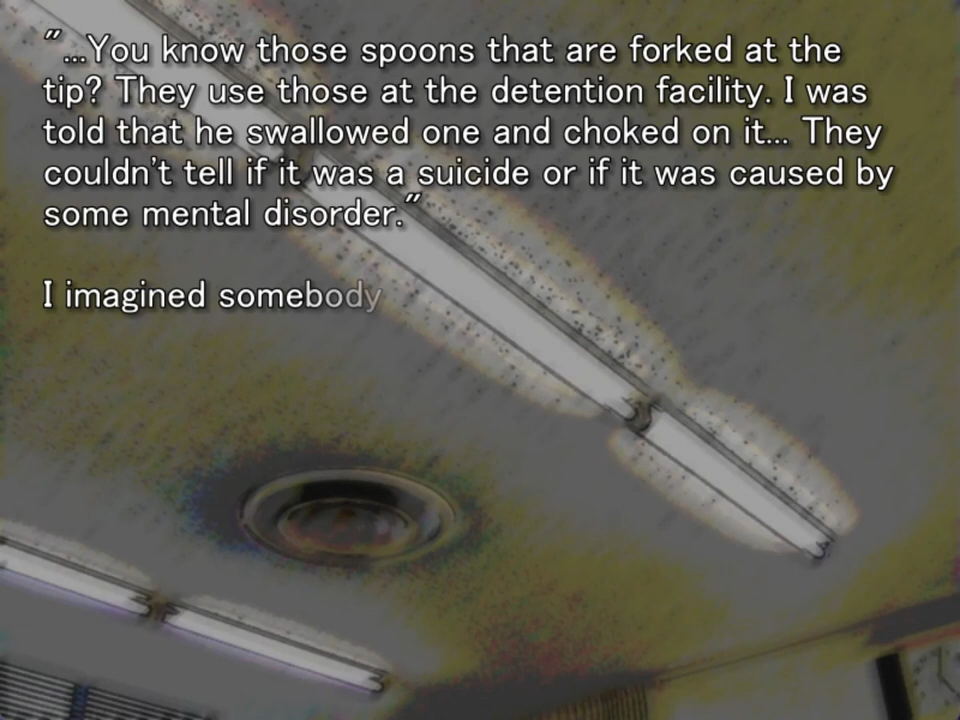 "...You know those spoons that are forked at the
tip? They use those at the detention facility. I was
told that he swallowed one and choked on it... They
couldn't tell if it was a suicide or if it was caused by
some mental disorder."
I imagined somebody